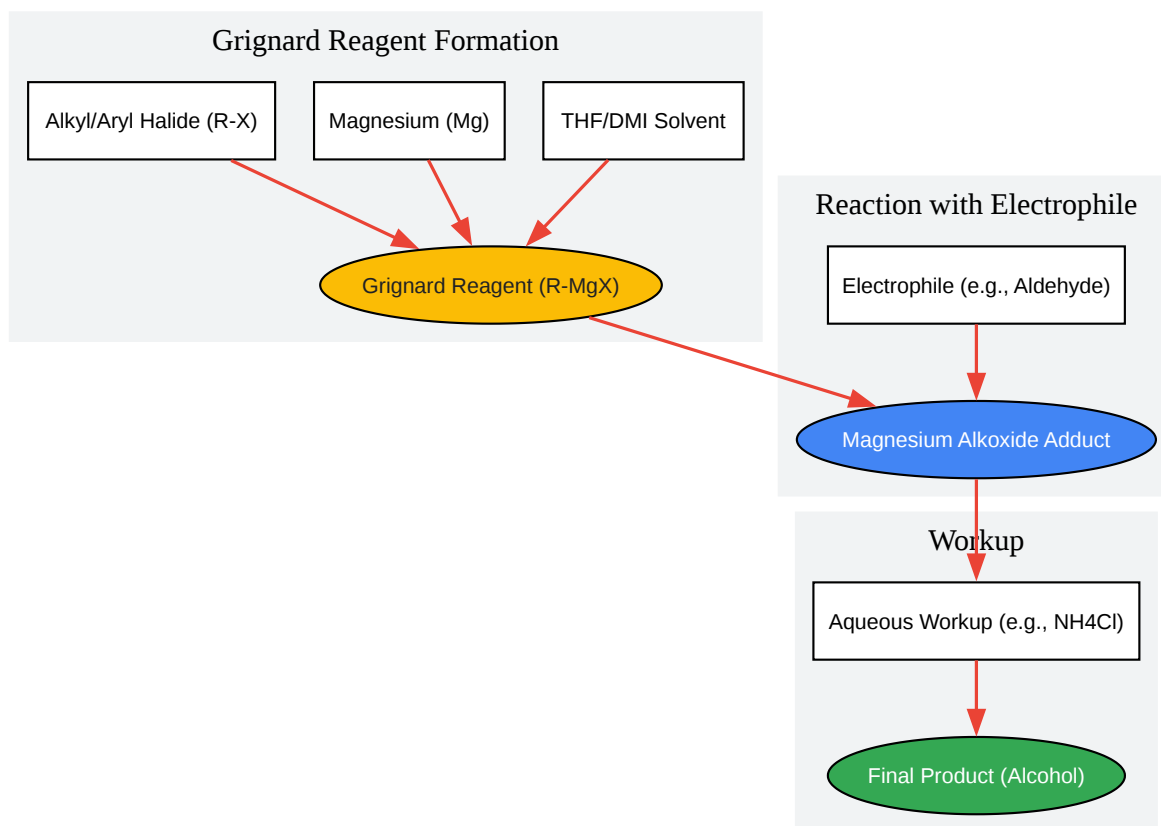 Grignard Reagent Formation
Alkyl/Aryl Halide (R-X)
Magnesium (Mg)
THF/DMI Solvent
Grignard Reagent (R-MgX)
Reaction with Electrophile
Electrophile (e.g., Aldehyde)
Magnesium Alkoxide Adduct
Workup
Aqueous Workup (e.g., NH4Cl)
Final Product (Alcohol)